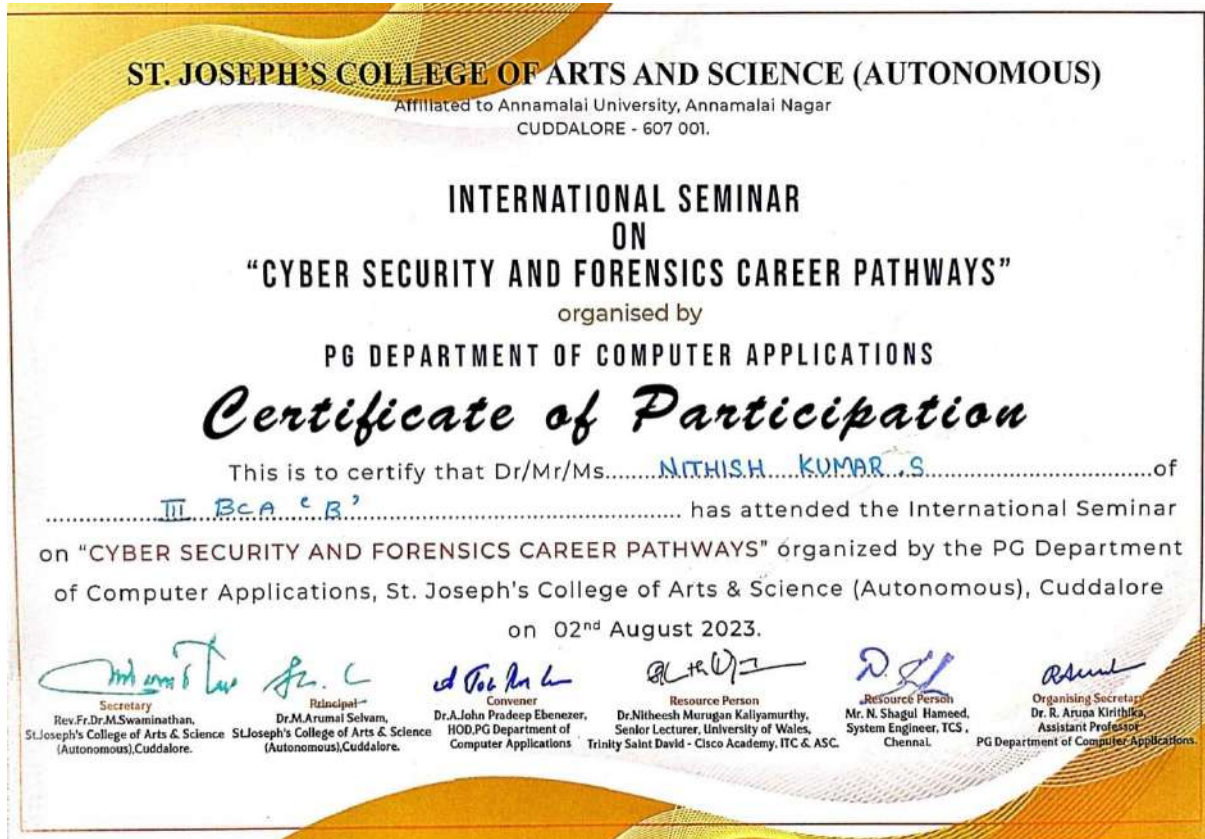 ST. JOSEPH'S COLLEGE OF ARTS AND SCIENCE (AUTONOMOUS)
Affiliated to Annamalai University, Annamalai Nagar
CUDDALORE - 607 001.
INTERNATIONAL SEMINAR
ON
“CYBER SECURITY AND FORENSICS CAREER PATHWAYS”
organised by
PG DEPARTMENT OF COMPUTER APPLICATIONS
Certificate of Participation
This is to certify that Dr/Mr/Ms........NITHISH KUMAR .S................................of
................III BCA 'B'................................................ has attended the International Seminar
on “CYBER SECURITY AND FORENSICS CAREER PATHWAYS” organized by the PG Department
of Computer Applications, St. Joseph's College of Arts & Science (Autonomous), Cuddalore
on 02nd August 2023.
Secretary
Rev.Fr.Dr.M.Swaminathan,
St.Joseph's College of Arts & Science
(Autonomous),Cuddalore.
Principal
Dr.M.Arumai Selvam,
St.Joseph's College of Arts & Science
(Autonomous),Cuddalore.
Convener
Dr.A.John Pradeep Ebenezer,
HOD,PG Department of
Computer Applications
Resource Person
Dr.Nitheesh Murugan Kaliyamurthy,
Senior Lecturer, University of Wales,
Trinity Saint David - Cisco Academy, ITC & ASC.
Resource Person
Mr. N. Shagul Hameed,
System Engineer, TCS ,
Chennai.
Organising Secretary
Dr. R. Aruna Kirithika,
Assistant Professor
PG Department of Computer Applications.